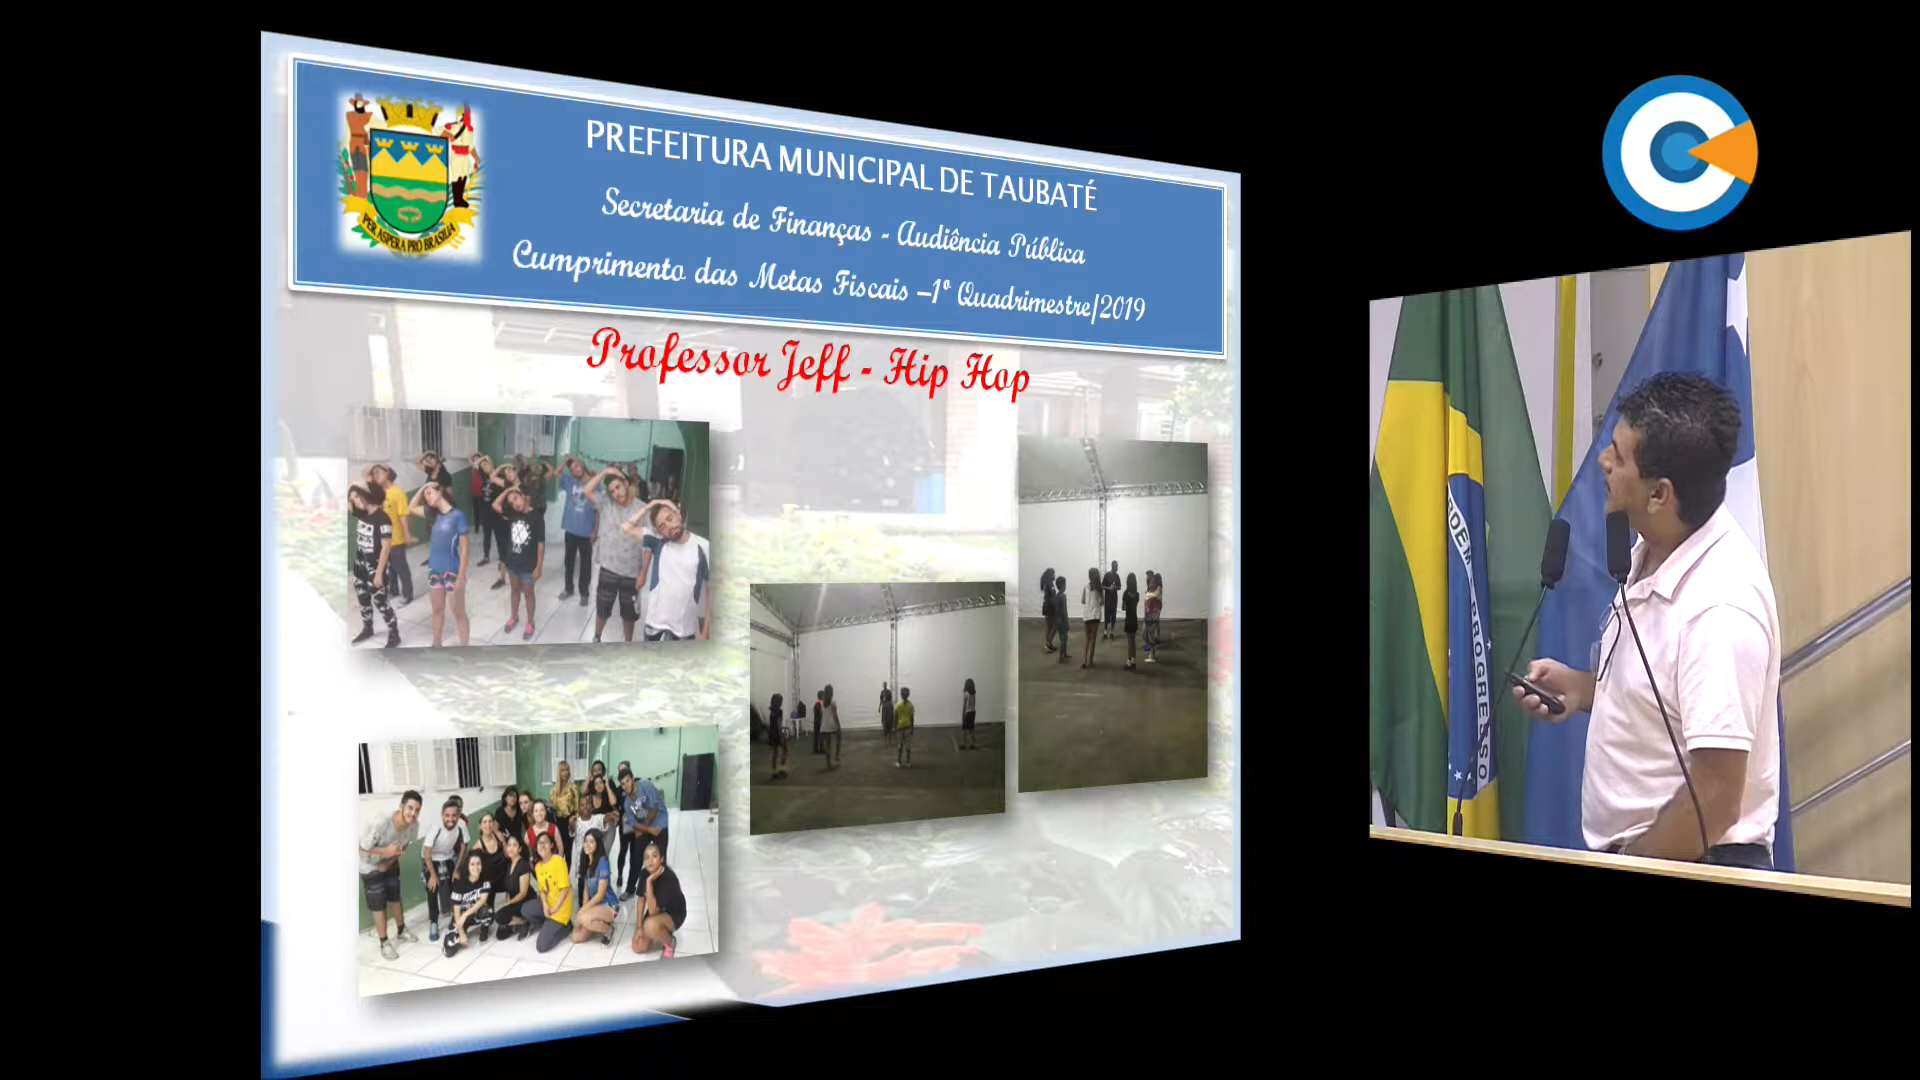 PREFEITURA MUNICIPAL DE TAUBATÉ
Secretaria de Finanças - Audiência Pública
Cumprimento das Metas Fiscais –1º Quadrimestre/2019
PER ASPERA PRO BRASILIA
Professor Jeff - Hip Hop
RDEM E PROGRESSO